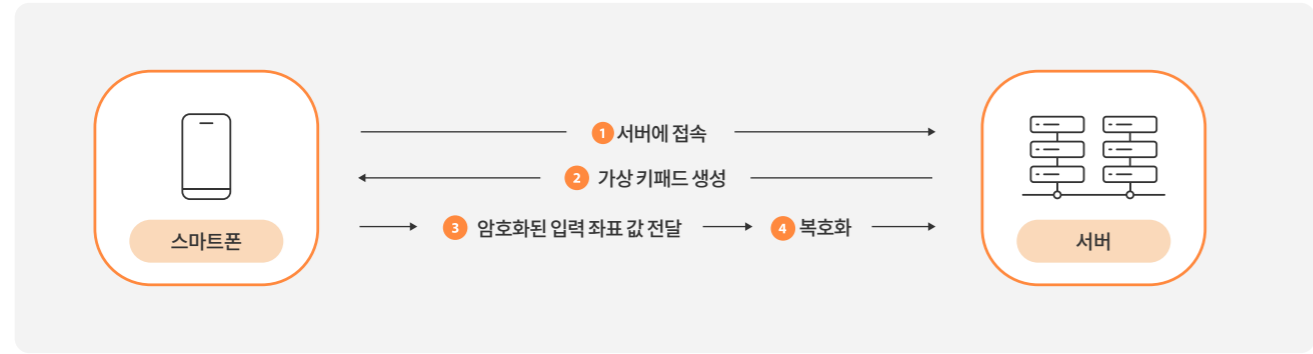 1 서버에 접속
2 가상 키패드 생성
3 암호화된 입력 좌표 값 전달
4 복호화
스마트폰
서버